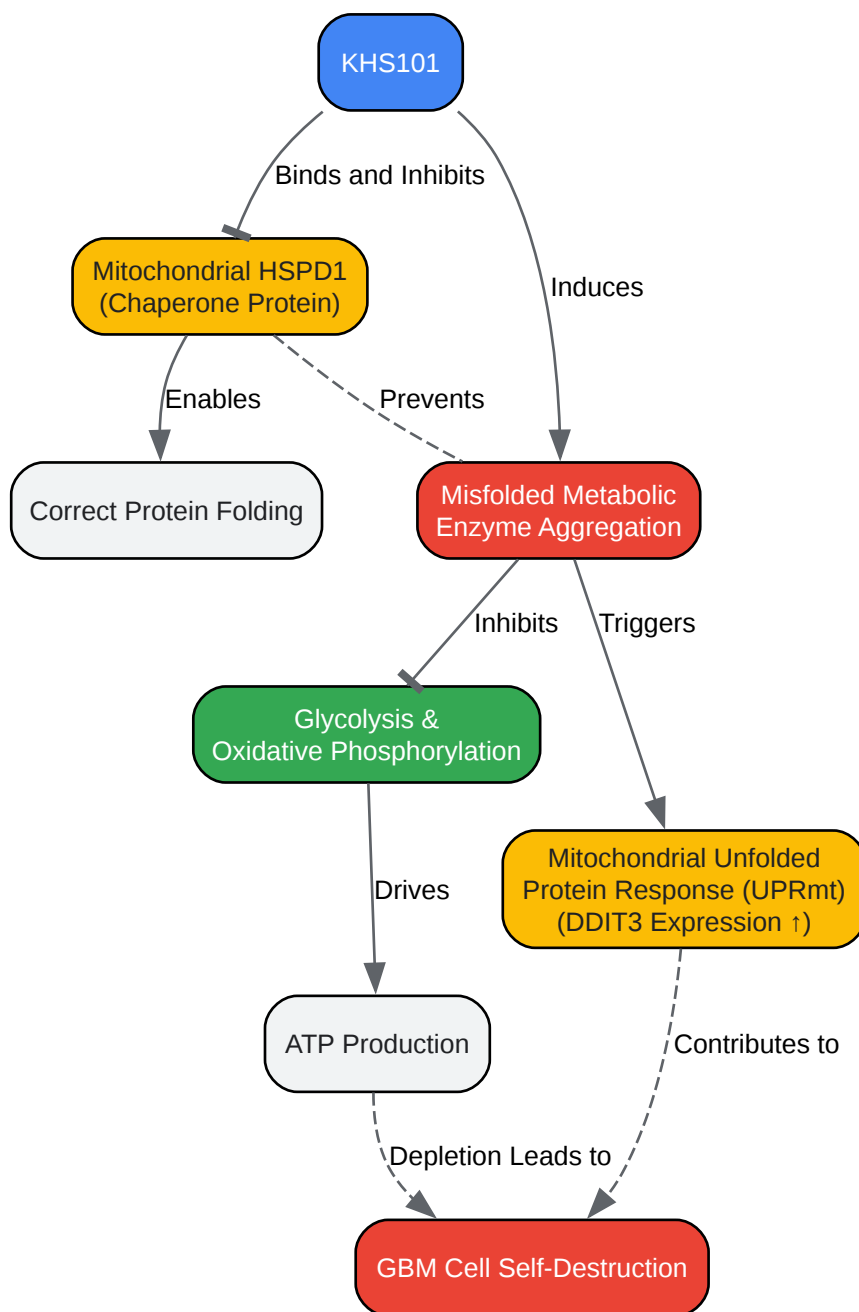 KHS101
Binds and Inhibits
Mitochondrial HSPD1
(Chaperone Protein)
Induces
Enables
Prevents
Correct Protein Folding
Misfolded Metabolic
Enzyme Aggregation
Inhibits
Triggers
Glycolysis &
Oxidative Phosphorylation
Mitochondrial Unfolded
Protein Response (UPRmt)
(DDIT3 Expression ↑)
Drives
ATP Production
Contributes to
Depletion Leads to
GBM Cell Self-Destruction